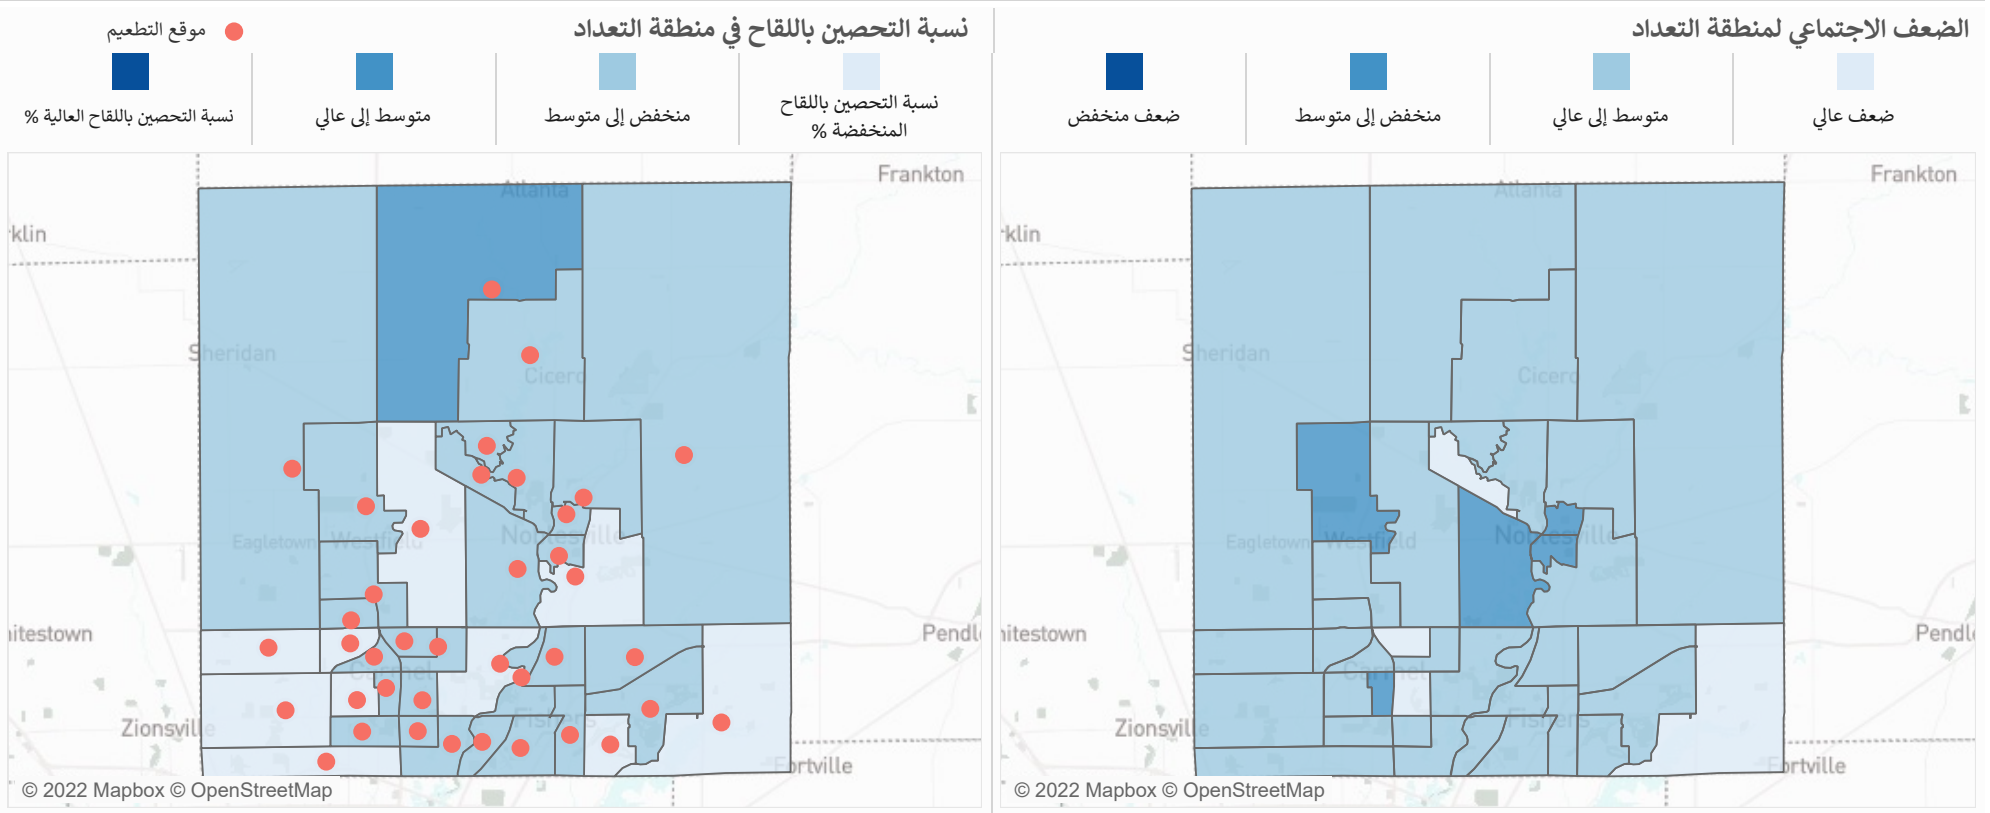 الضعف الاجتماعي لمنطقة التعداد
ضعف عالي
متوسط إلى عالي
منخفض إلى متوسط
ضعف منخفض
Frankton
Atlanta
klin
Sheridan
Cicero
Eagletown
Westfield
Noblesville
nitestown
Pendl
Carmel
Zionsville
Fishers
Fortville
© 2022 Mapbox © OpenStreetMap
نسبة التحصين باللقاح في منطقة التعداد
موقع التطعيم
نسبة التحصين باللقاح
المنخفضة %
منخفض إلى متوسط
متوسط إلى عالي
نسبة التحصين باللقاح العالية %
Frankton
Atlanta
klin
Sheridan
Cicero
Eagletown
Westfield
Noblesville
itestown
Pendl
Carmel
Zionsville
Fishers
Fortville
© 2022 Mapbox © OpenStreetMap